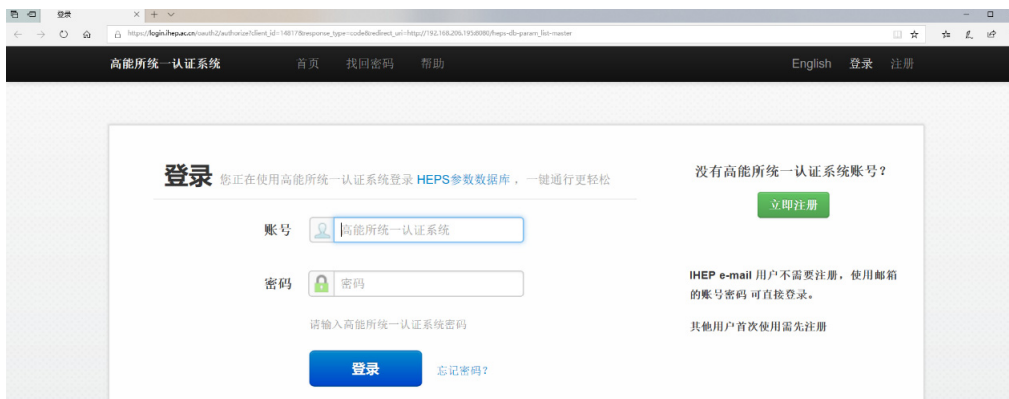 登录
https://login.ihep.ac.cn/oauth2/authorize?client_id=14817&response_type=code&redirect_uri=http://192.168.206.195:8080/heps-db-param_list-master
高能所统一认证系统 首页 找回密码 帮助 English 登录 注册
登录 您正在使用高能所统一认证系统登录 HEPS参数数据库 ，一键通行更轻松
没有高能所统一认证系统账号?
立即注册
账号 高能所统一认证系统
密码 密码
IHEP e-mail 用户不需要注册，使用邮箱
的账号密码 可直接登录。
请输入高能所统一认证系统密码
其他用户首次使用需先注册
登录 忘记密码?